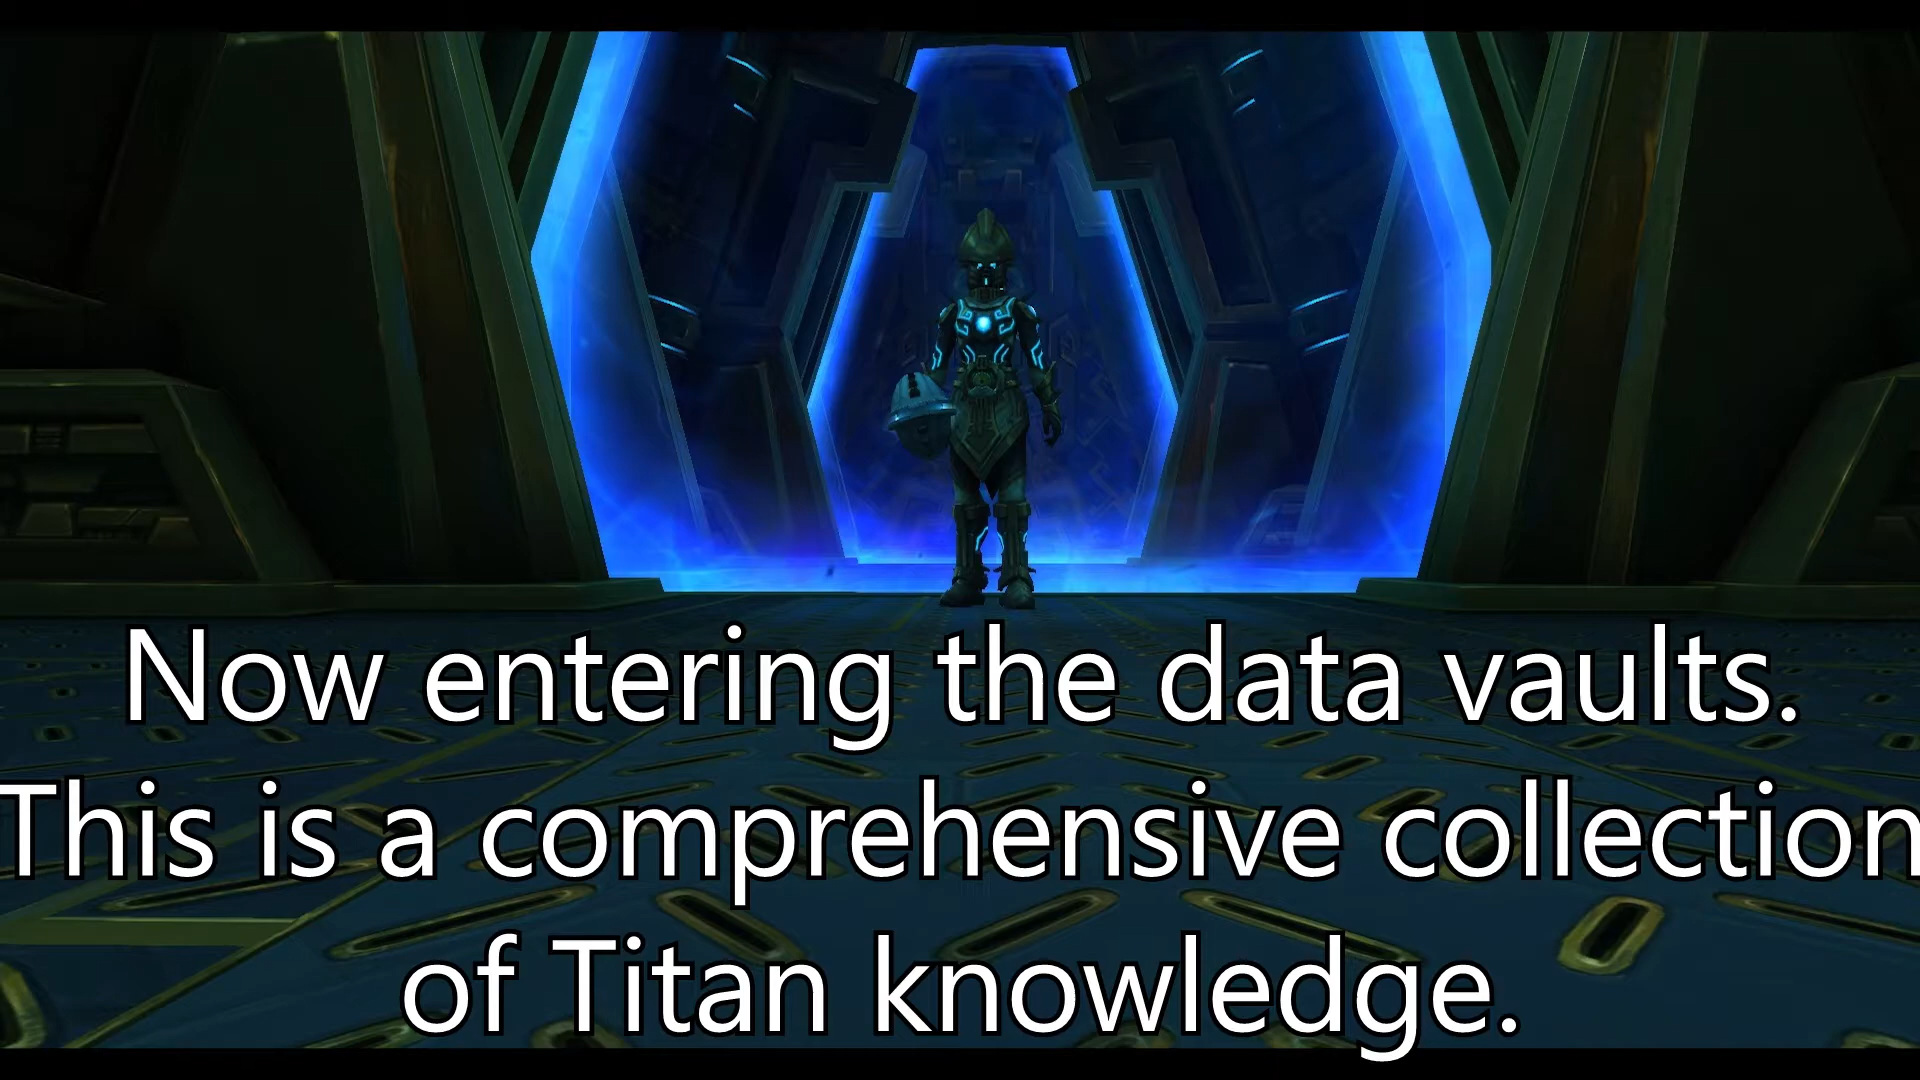 Now entering the data vaults.
This is a comprehensive collection
of Titan knowledge.